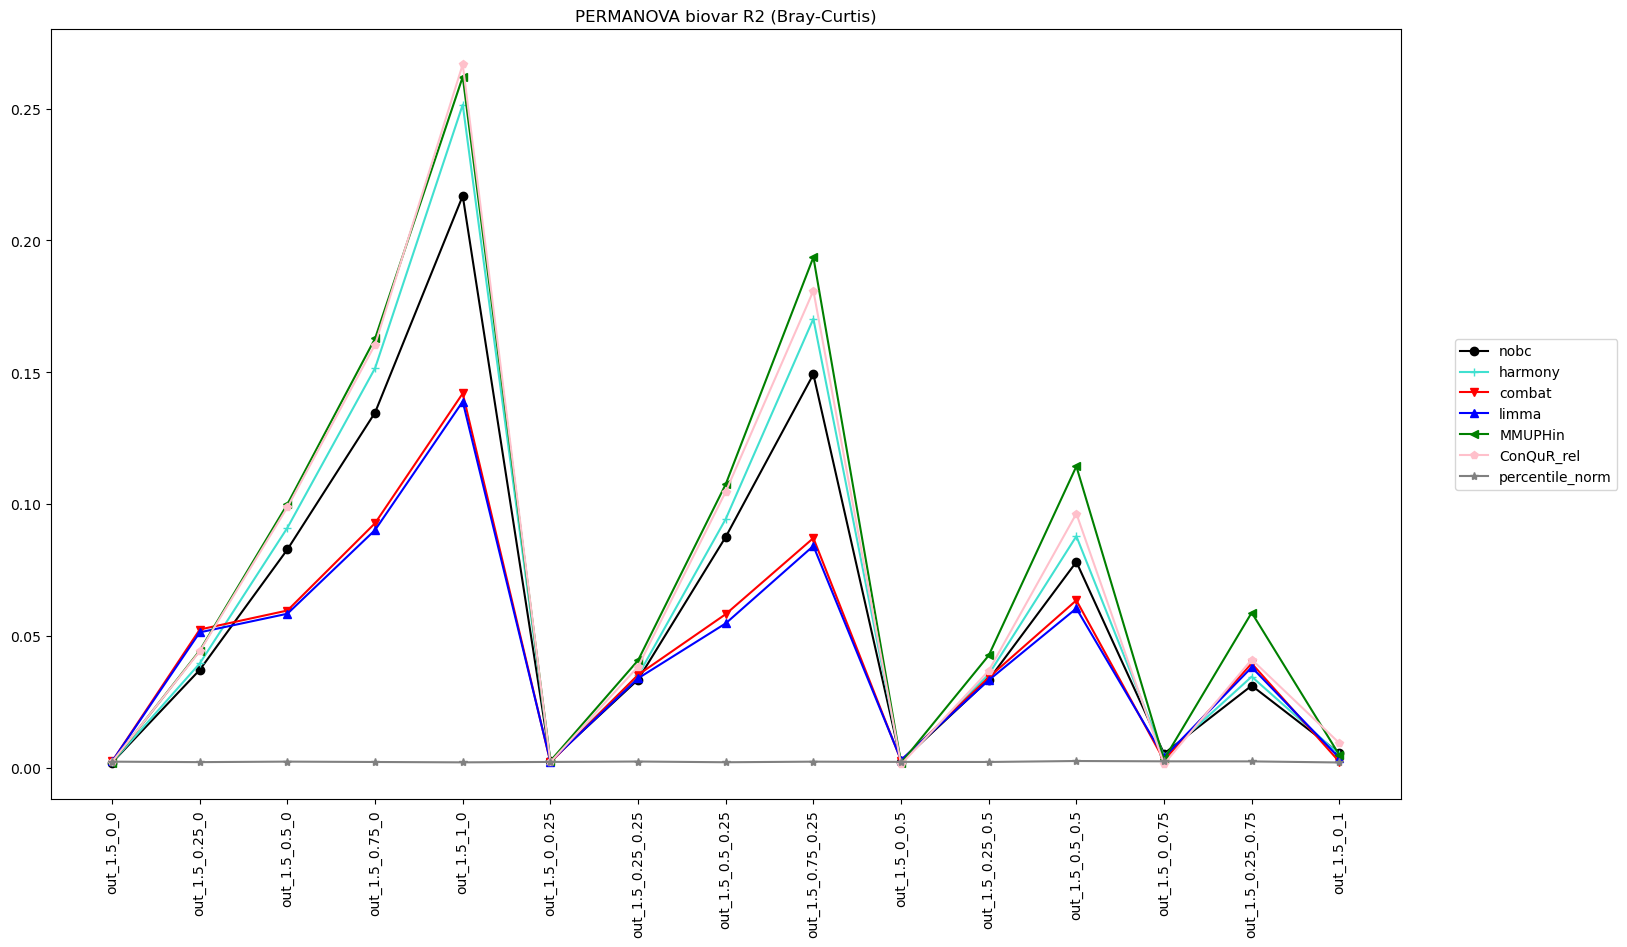 PERMANOVA biovar R2 (Bray-Curtis)
0.25
0.20
0.15
0.10
0.05
0.00
out_1.5_0_0
out_1.5_0.25_0
out_1.5_0.5_0
out_1.5_0.75_0
out_1.5_1_0
out_1.5_0_0.25
out_1.5_0.25_0.25
out_1.5_0.5_0.25
out_1.5_0.75_0.25
out_1.5_0_0.5
out_1.5_0.25_0.5
out_1.5_0.5_0.5
out_1.5_0_0.75
out_1.5_0.25_0.75
out_1.5_0_1
nobc
harmony
combat
limma
MMUPHin
ConQuR_rel
percentile_norm